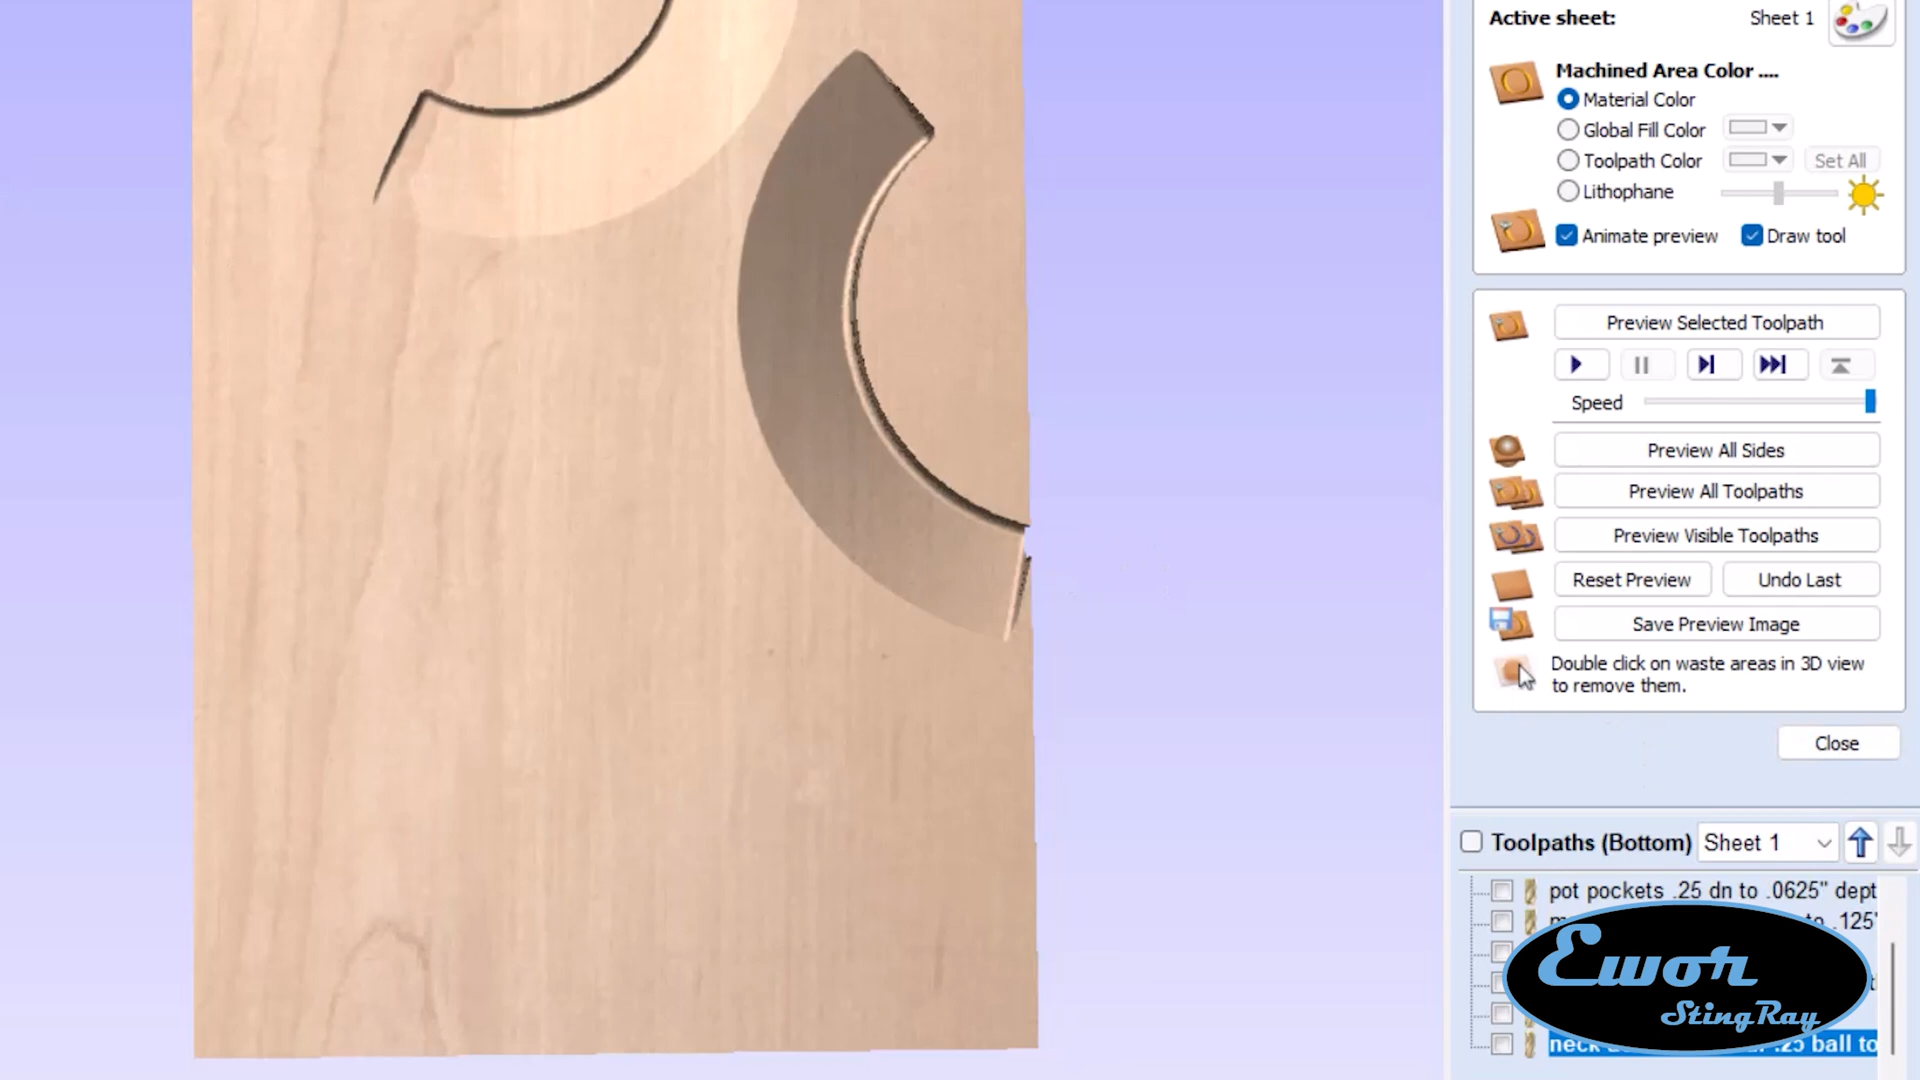 Active sheet: Sheet 1
Machined Area Color ....
Material Color
Global Fill Color
Toolpath Color Set All
Lithophane
Animate preview Draw tool
Preview Selected Toolpath
Speed
Preview All Sides
Preview All Toolpaths
Preview Visible Toolpaths
Reset Preview Undo Last
Save Preview Image
Double click on waste areas in 3D view
to remove them.
Close
Toolpaths (Bottom) Sheet 1
pot pockets .25 dn to .0625" dept
to .125"
Ewor
StingRay
neck .25 ball to